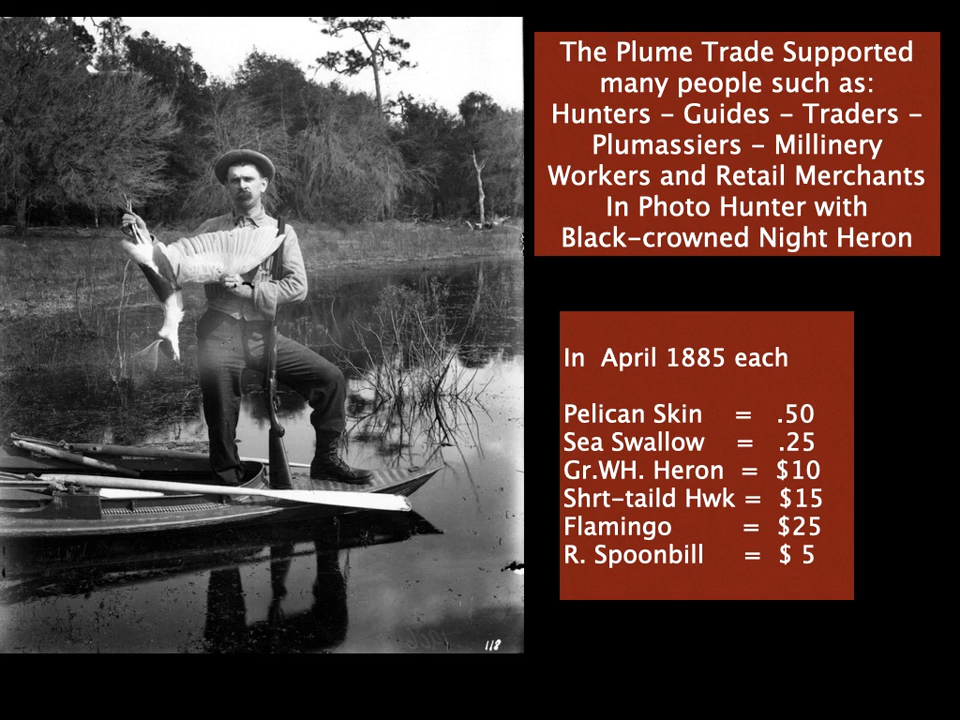 The Plume Trade Supported
many people such as:
Hunters - Guides - Traders -
Plumassiers - Millinery
Workers and Retail Merchants
In Photo Hunter with
Black-crowned Night Heron
In April 1885 each
Pelican Skin = .50
Sea Swallow = .25
Gr.WH. Heron = $10
Shrt-taild Hwk = $15
Flamingo = $25
R. Spoonbill = $ 5
118